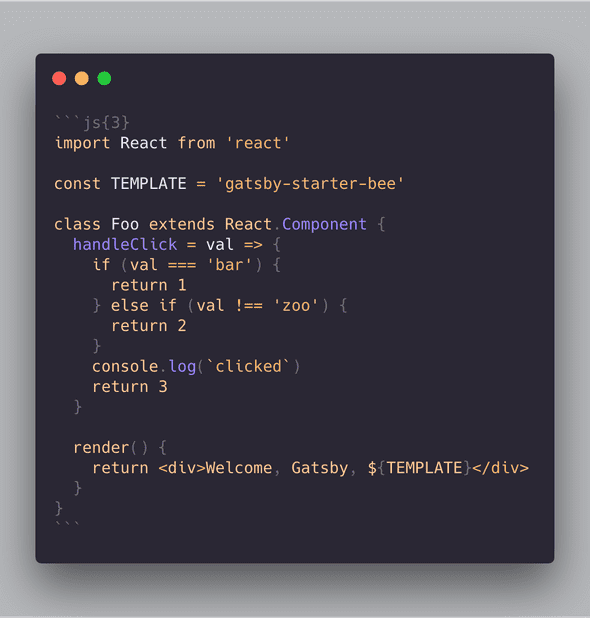 ```js{3}
import React from 'react'

const TEMPLATE = 'gatsby-starter-bee'

class Foo extends React.Component {
  handleClick = val => {
    if (val === 'bar') {
      return 1
    } else if (val !== 'zoo') {
      return 2
    }
    console.log(`clicked`)
    return 3
  }

  render() {
    return <div>Welcome, Gatsby, ${TEMPLATE}</div>
  }
}
```